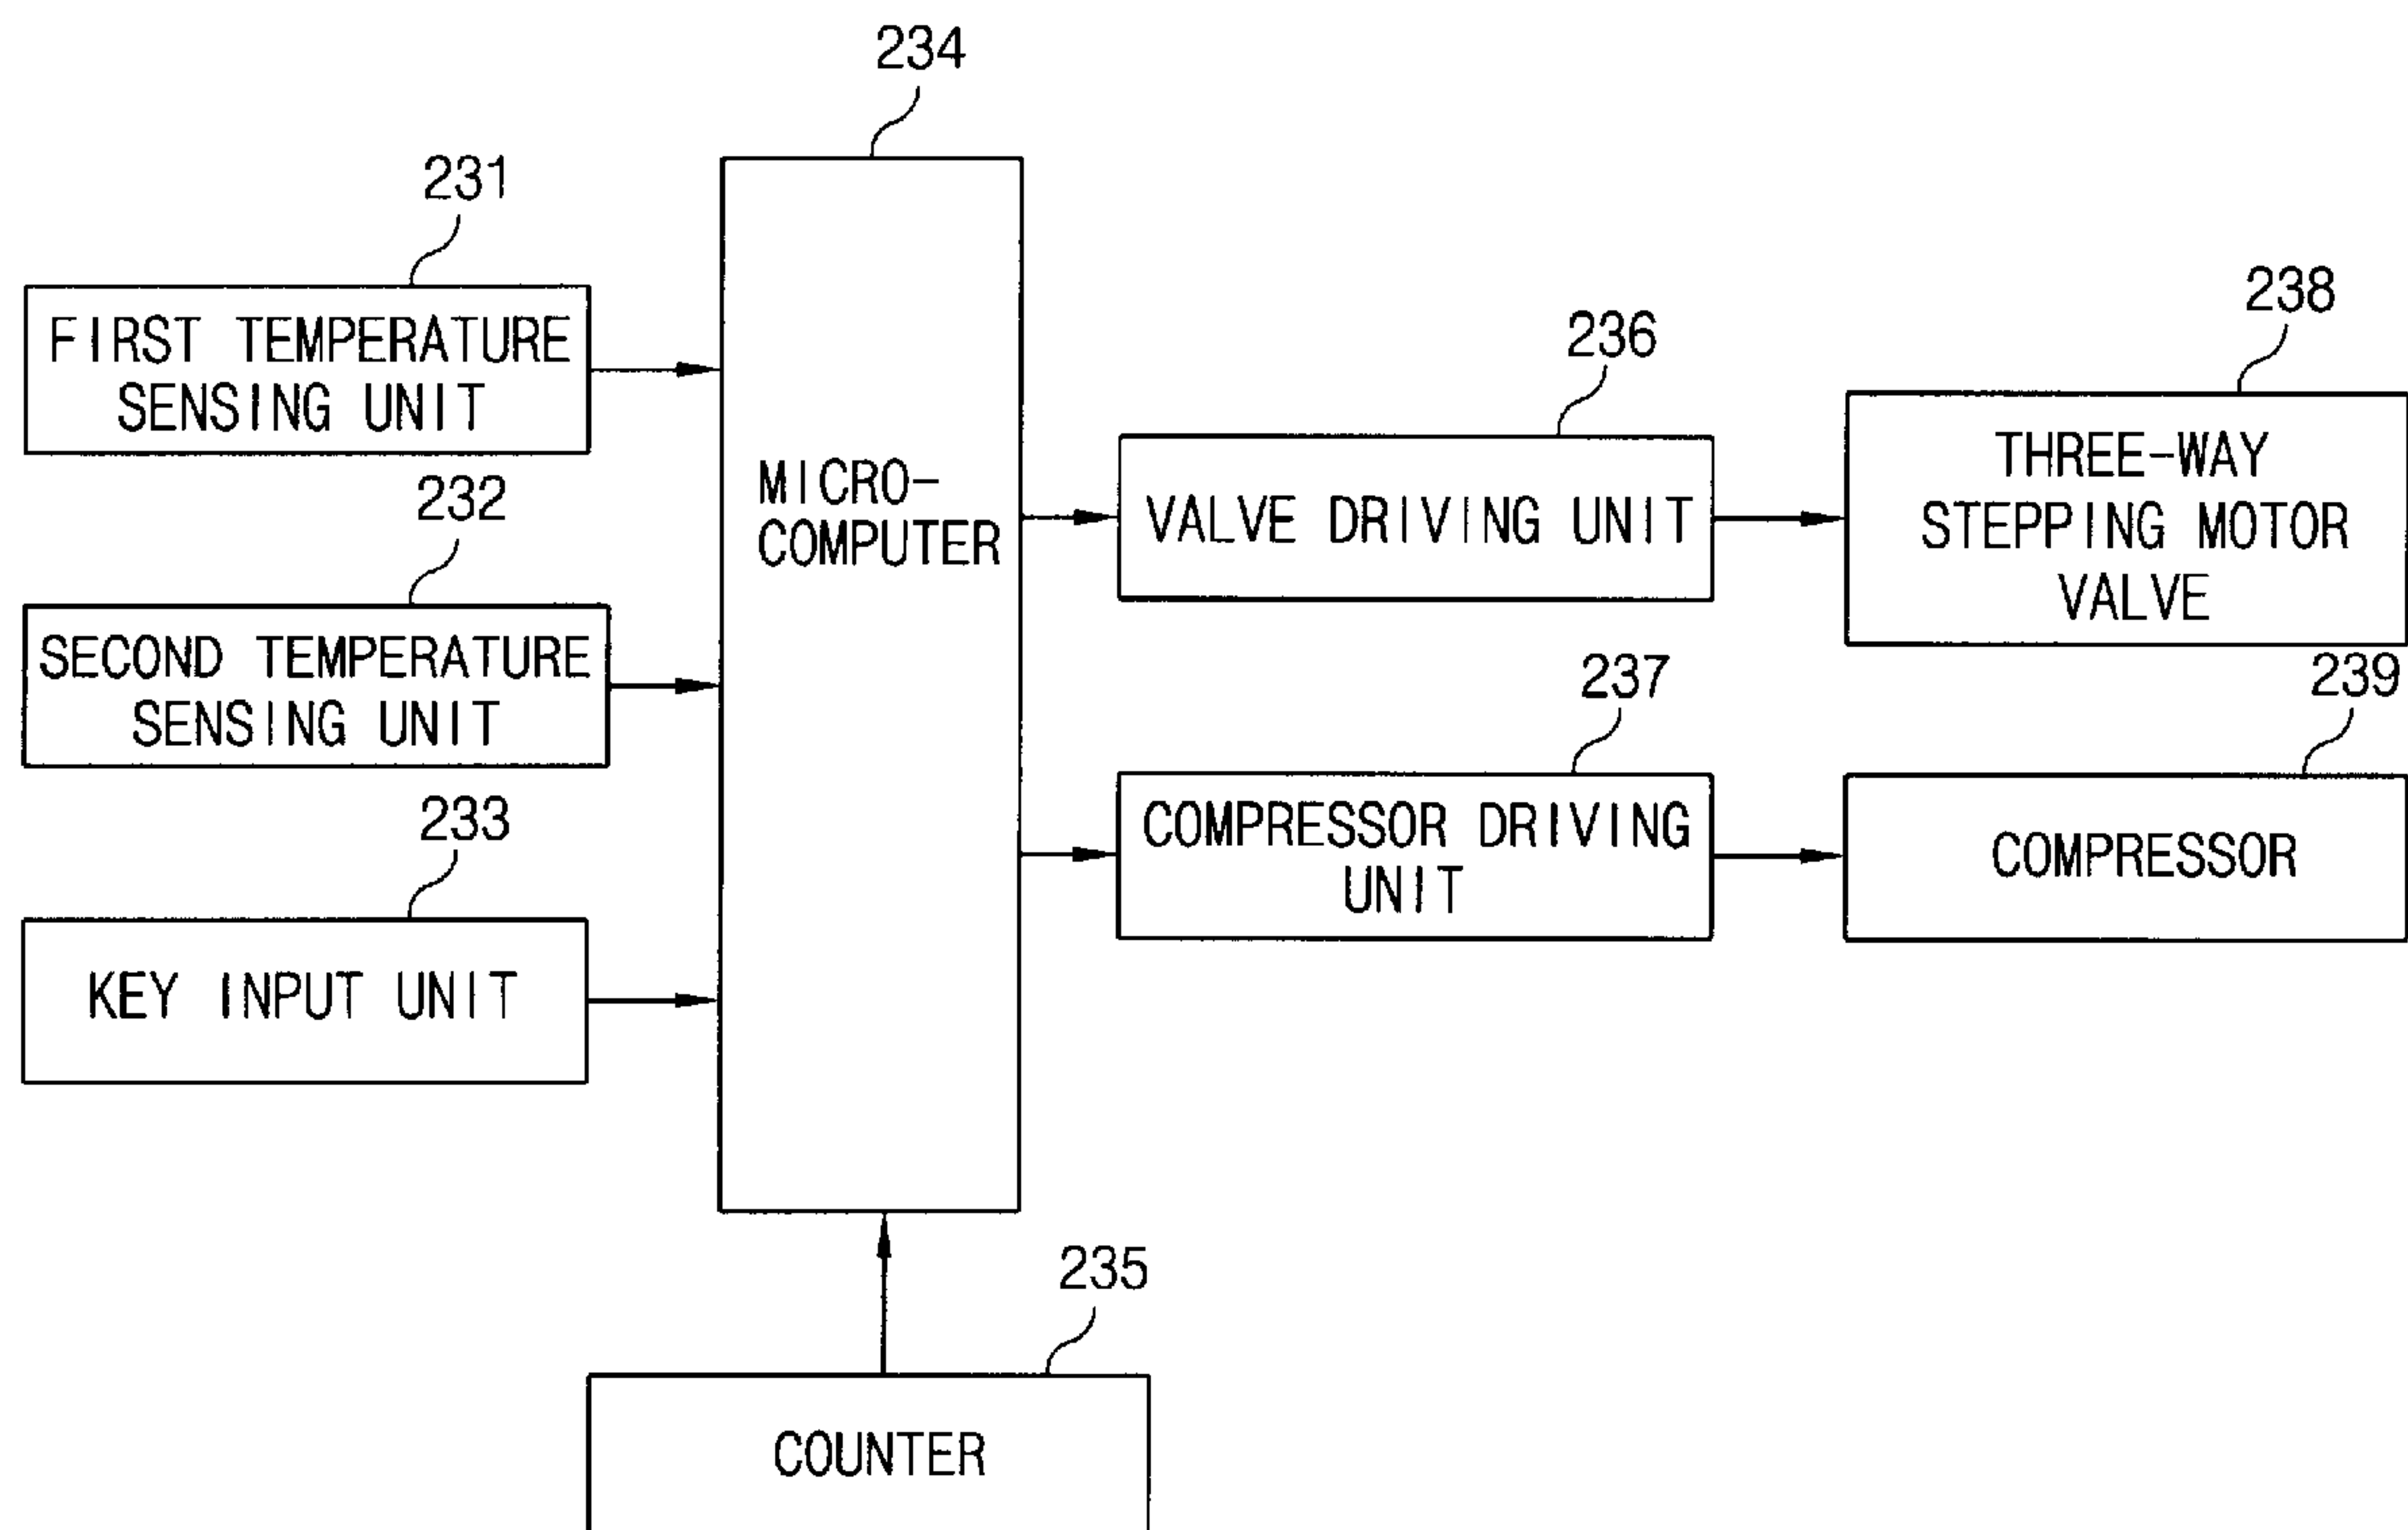 234
231
FIRST TEMPERATURE
SENSING UNIT
232
SECOND TEMPERATURE
SENSING UNIT
233
KEY INPUT UNIT
MICRO-
COMPUTER
236
VALVE DRIVING UNIT
238
THREE-WAY
STEPPING MOTOR
VALVE
237
COMPRESSOR DRIVING
UNIT
239
COMPRESSOR
235
COUNTER